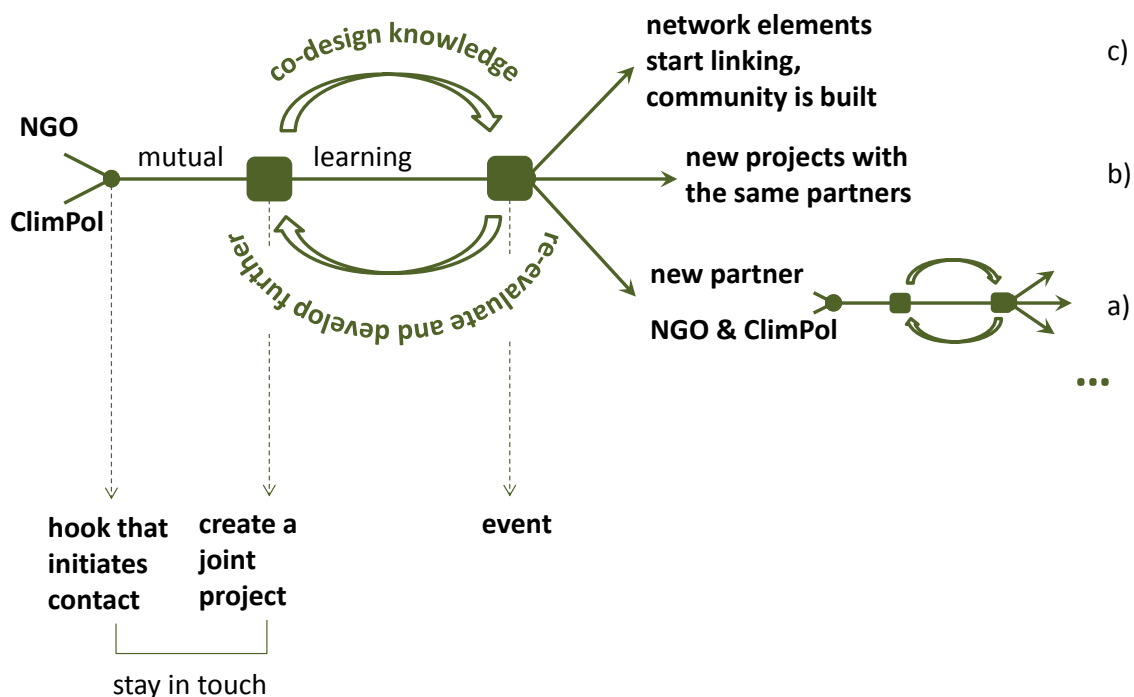 co-design knowledge
network elements
start linking,
community is built
c)
NGO
mutual
learning
ClimPol
new projects with
the same partners
b)
re-evaluate and develop further
new partner
NGO & ClimPol
a)
...
hook that
initiates
contact
create a
joint
project
event
stay in touch